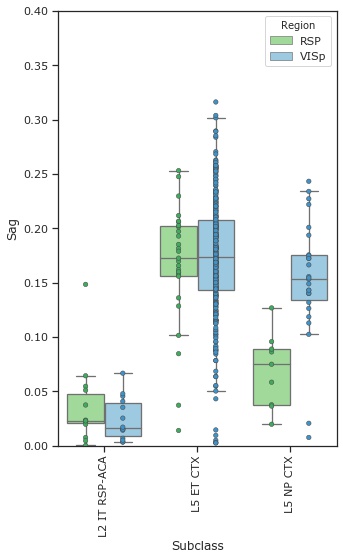 Region
RSP
VISp
0.40
0.35
0.30
0.25
0.20
0.15
0.10
0.05
0.00
Sag
L2 IT RSP-ACA
L5 ET CTX
L5 NP CTX
Subclass